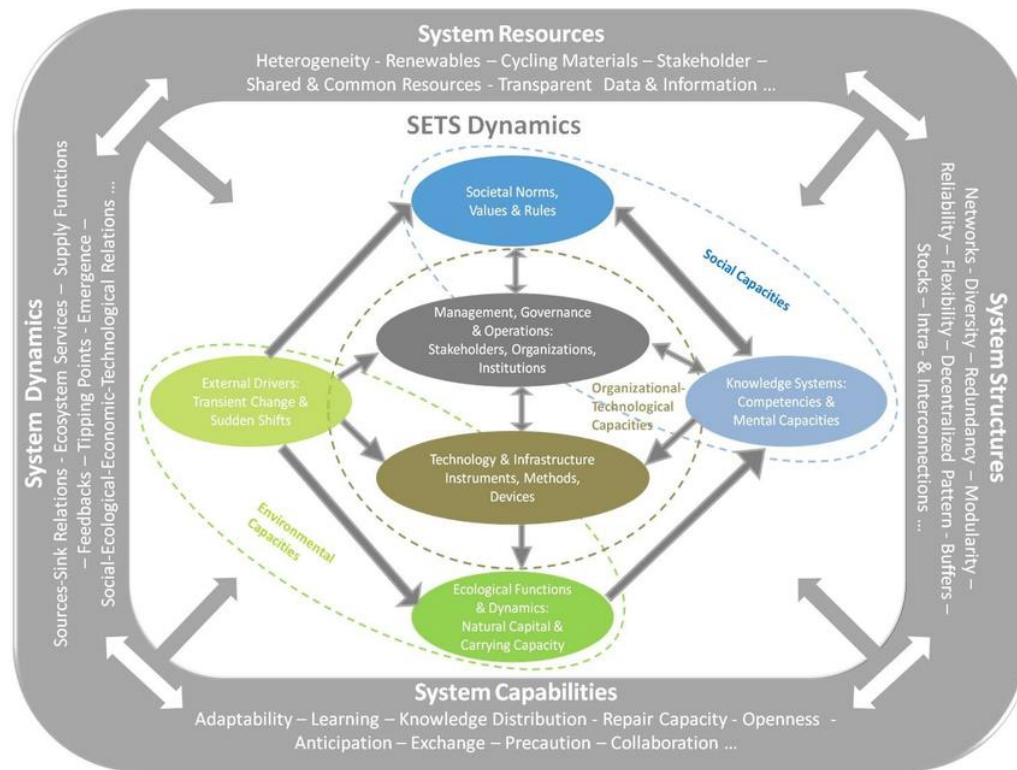 System Resources
Heterogeneity - Renewables – Cycling Materials – Stakeholder –
Shared & Common Resources - Transparent Data & Information ...
System Dynamics
Sources-Sink Relations - Ecosystem Services – Supply Functions
– Feedbacks – Tipping Points - Emergence –
Social-Ecological-Economic-Technological Relations ...
SETS Dynamics
Societal Norms,
Values & Rules
Social Capacities
Management, Governance
& Operations:
Stakeholders, Organizations,
Institutions
External Drivers:
Transient Change &
Sudden Shifts
Organizational-
Technological
Capacities
Knowledge Systems:
Competencies &
Mental Capacities
Technology & Infrastructure
Instruments, Methods,
Devices
Environmental
Capacities
Ecological Functions
& Dynamics:
Natural Capital &
Carrying Capacity
System Structures
Networks - Diversity – Redundancy – Modularity –
Reliability – Flexibility – Decentralized Pattern - Buffers –
Stocks – Intra- & Interconnections ...
System Capabilities
Adaptability – Learning – Knowledge Distribution - Repair Capacity - Openness -
Anticipation – Exchange – Precaution – Collaboration ...